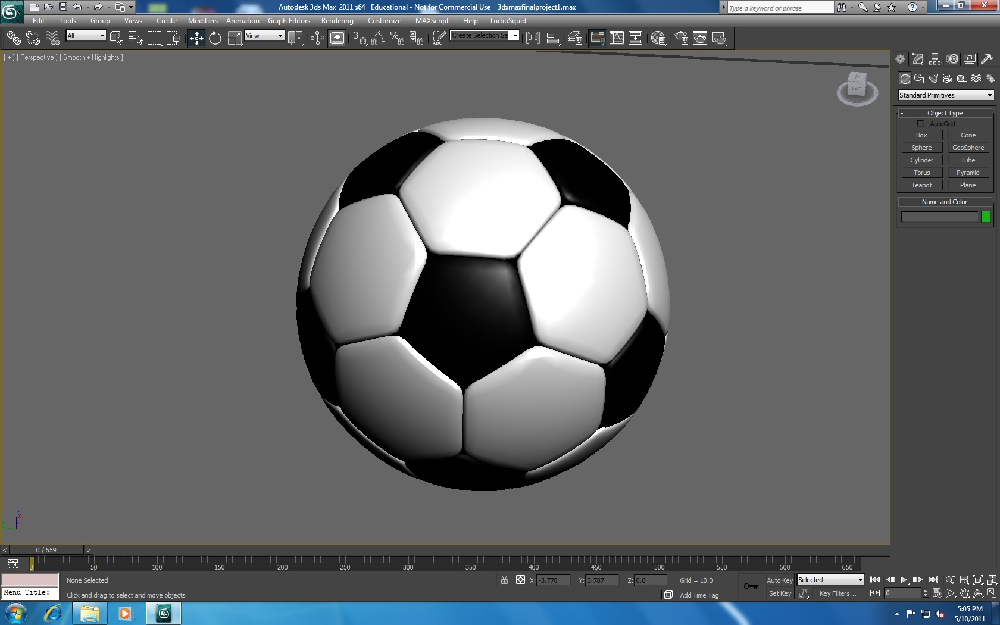 Autodesk 3ds Max 2011 x64 Educational - Not for Commercial Use 3dxmaxfinalproject1.max
Type a keyword or phrase
Edit Tools Group Views Create Modifiers Animation Graph Editors Rendering Customize MAXScript Help TurboSquid
All
View
3
%
ABC
Create Selection Se
[ + ] [ Perspective ] [ Smooth + Highlights ]
LEFT
Standard Primitives
- Object Type
AutoGrid
Box Cone
Sphere GeoSphere
Cylinder Tube
Torus Pyramid
Teapot Plane
- Name and Color
z
x
< 0 / 659 >
0 50 100 150 200 250 300 350 400 450 500 550 600 650
None Selected X: -3.778 Y: 3.787 Z: 0.0 Grid = 10.0 Auto Key Selected
Menu Title: Click and drag to select and move objects Add Time Tag Set Key Key Filters... 0
5:05 PM
5/10/2011